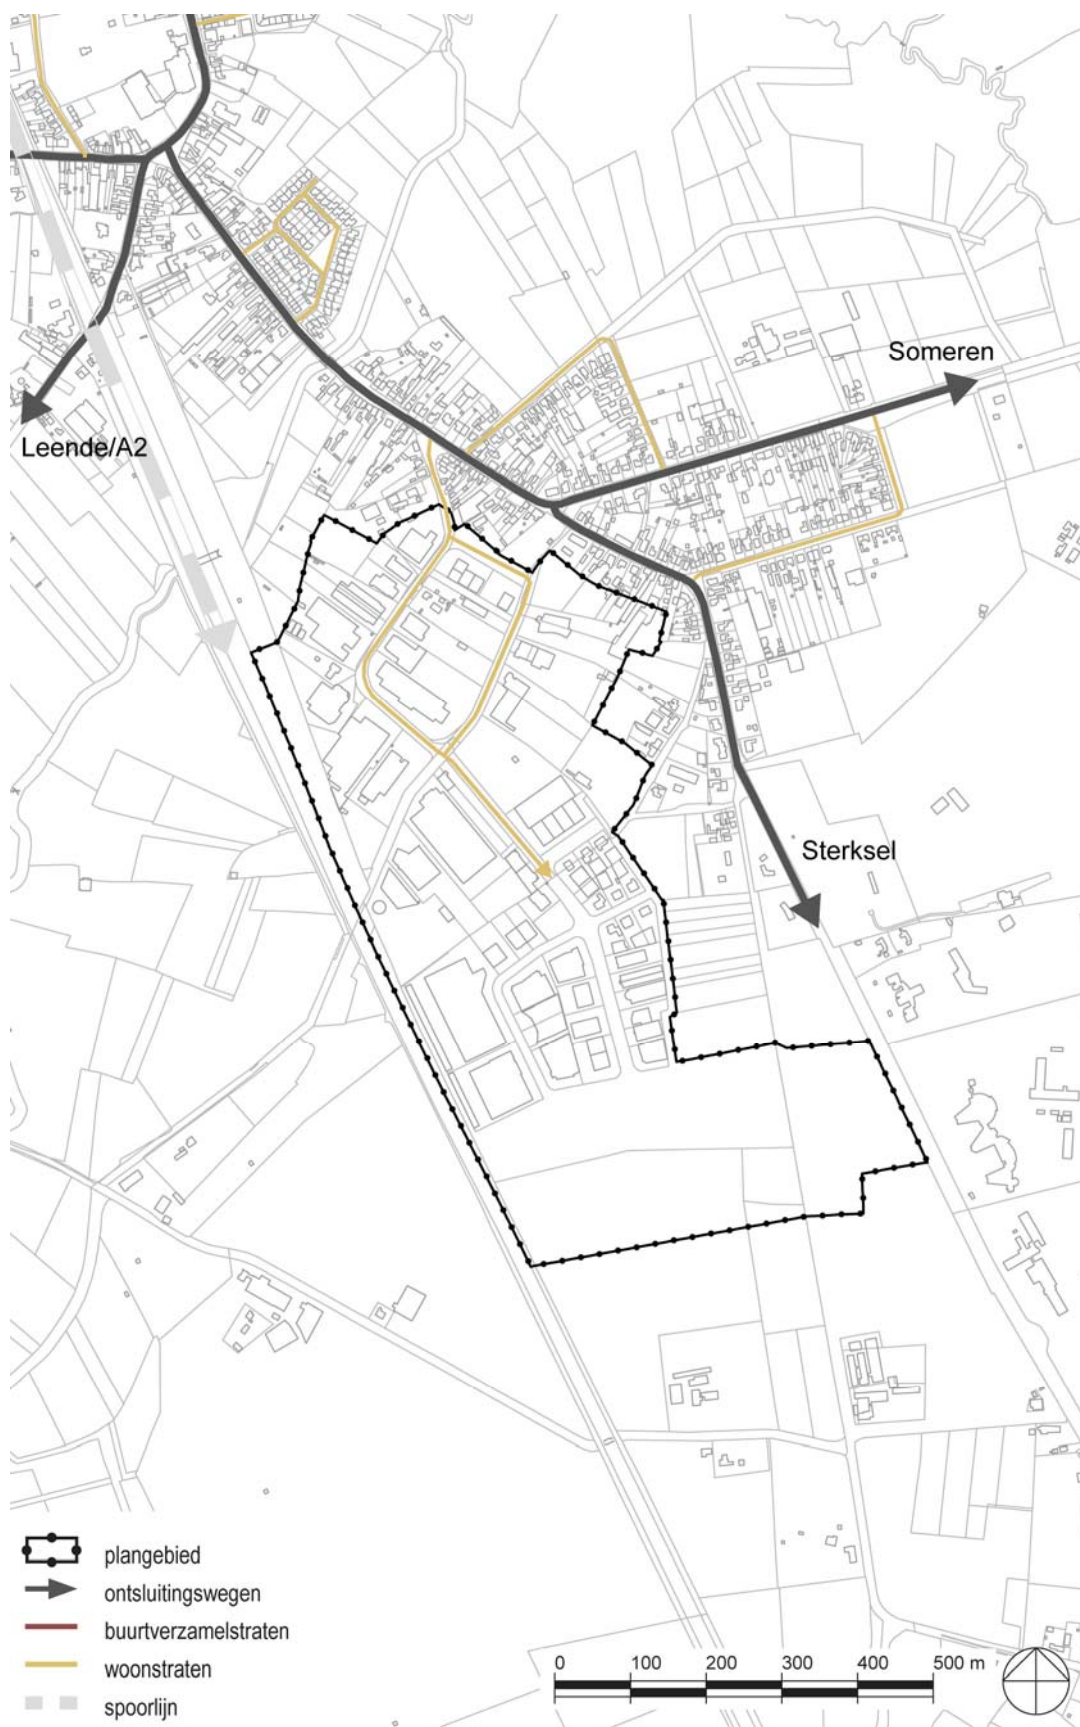 Someren
Leende/A2
Sterksel
plangebied
ontsluitingswegen
buurtverzamelstraten
woonstraten
spoorlijn
0 100 200 300 400 500 m